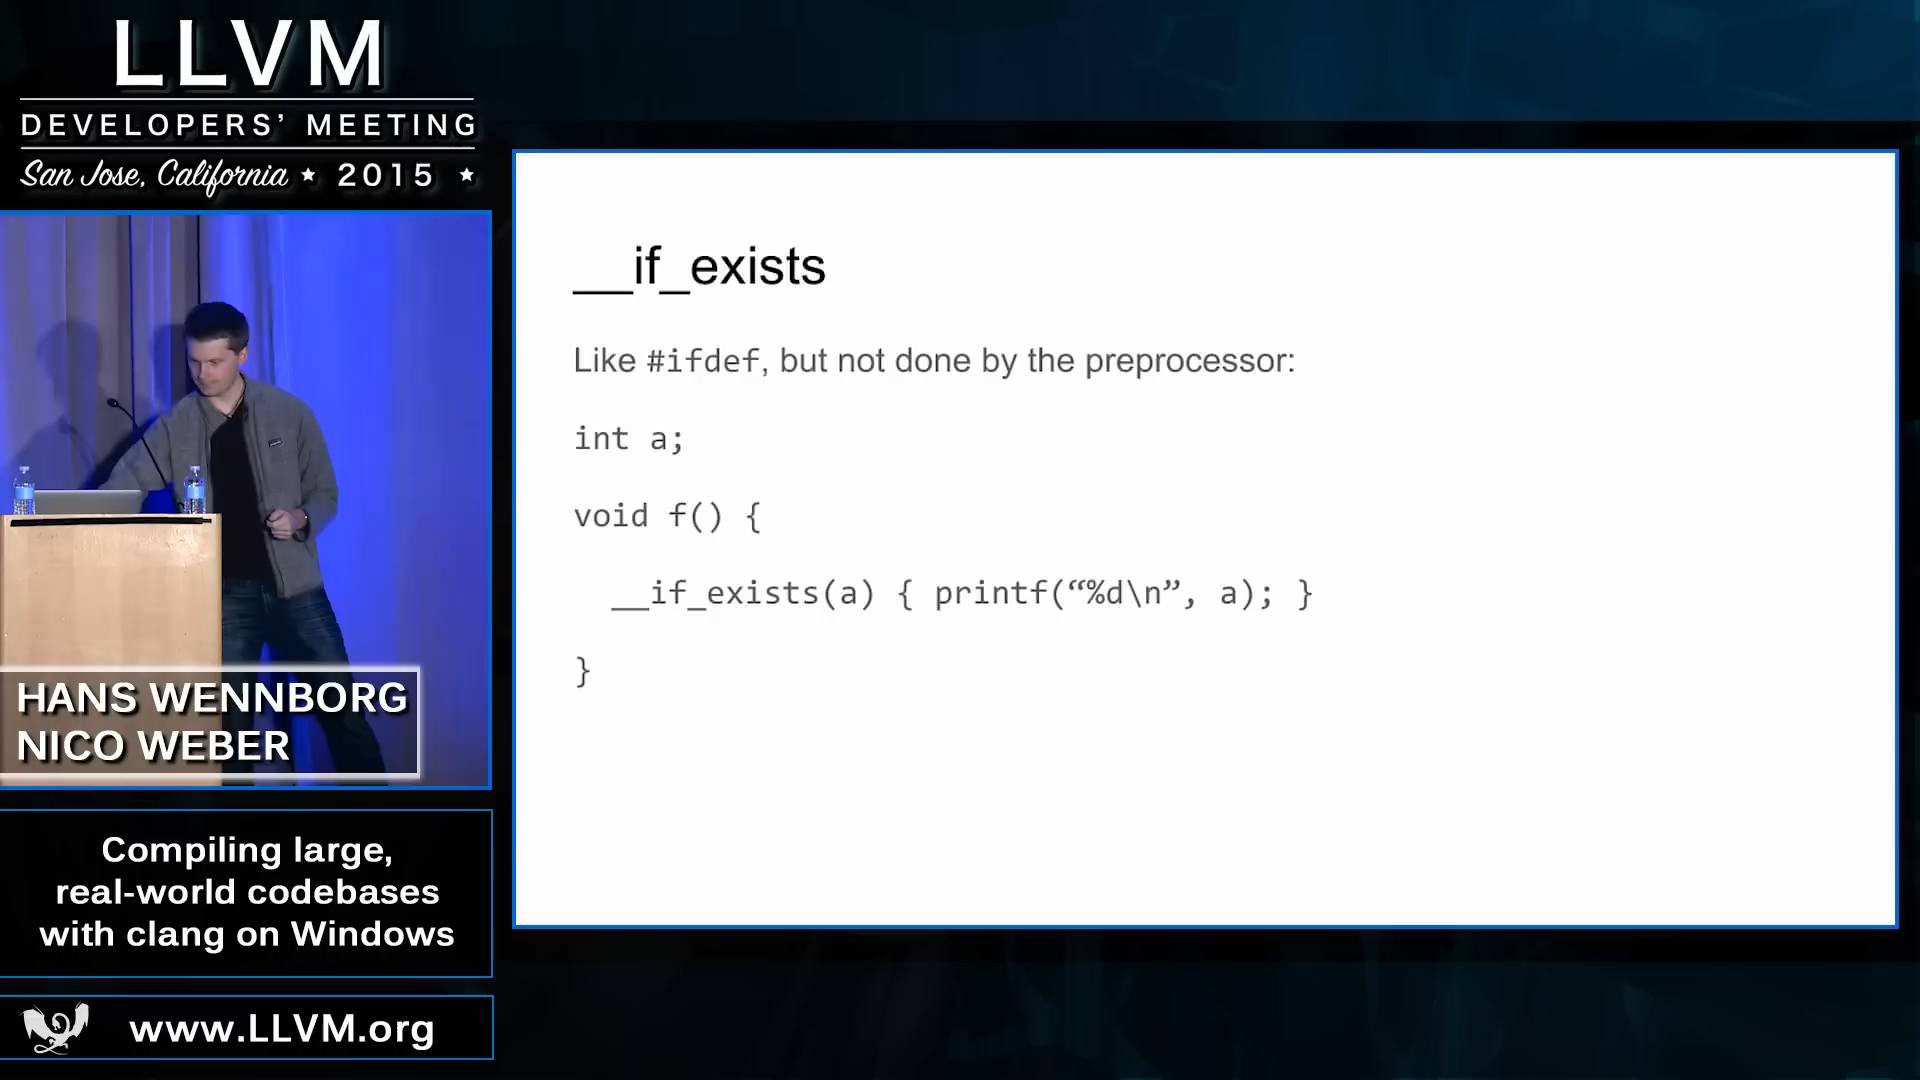 LLVM
DEVELOPERS’ MEETING
San Jose, California ★ 2015 ★
__if_exists
Like #ifdef, but not done by the preprocessor:
int a;
void f() {
__if_exists(a) { printf(“%d\n”, a); }
}
HANS WENNBORG
NICO WEBER
Compiling large,
real-world codebases
with clang on Windows
www.LLVM.org